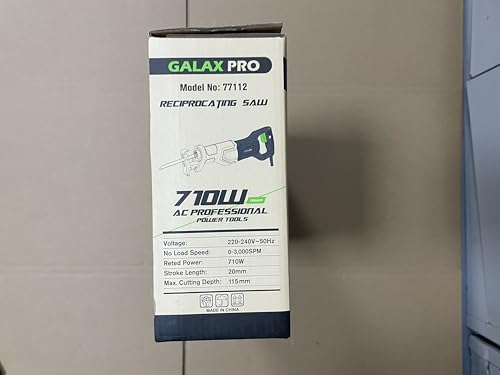 GALAX PRO
Model No: 77112
RECIPROCATING SAW
710W
AC PROFESSIONAL
POWER TOOLS
Voltage: 220-240V~50Hz
No Load Speed: 0-3,000SPM
Reted Power: 710W
Stroke Length: 20mm
Max. Cutting Depth: 115mm
MADE IN CHINA